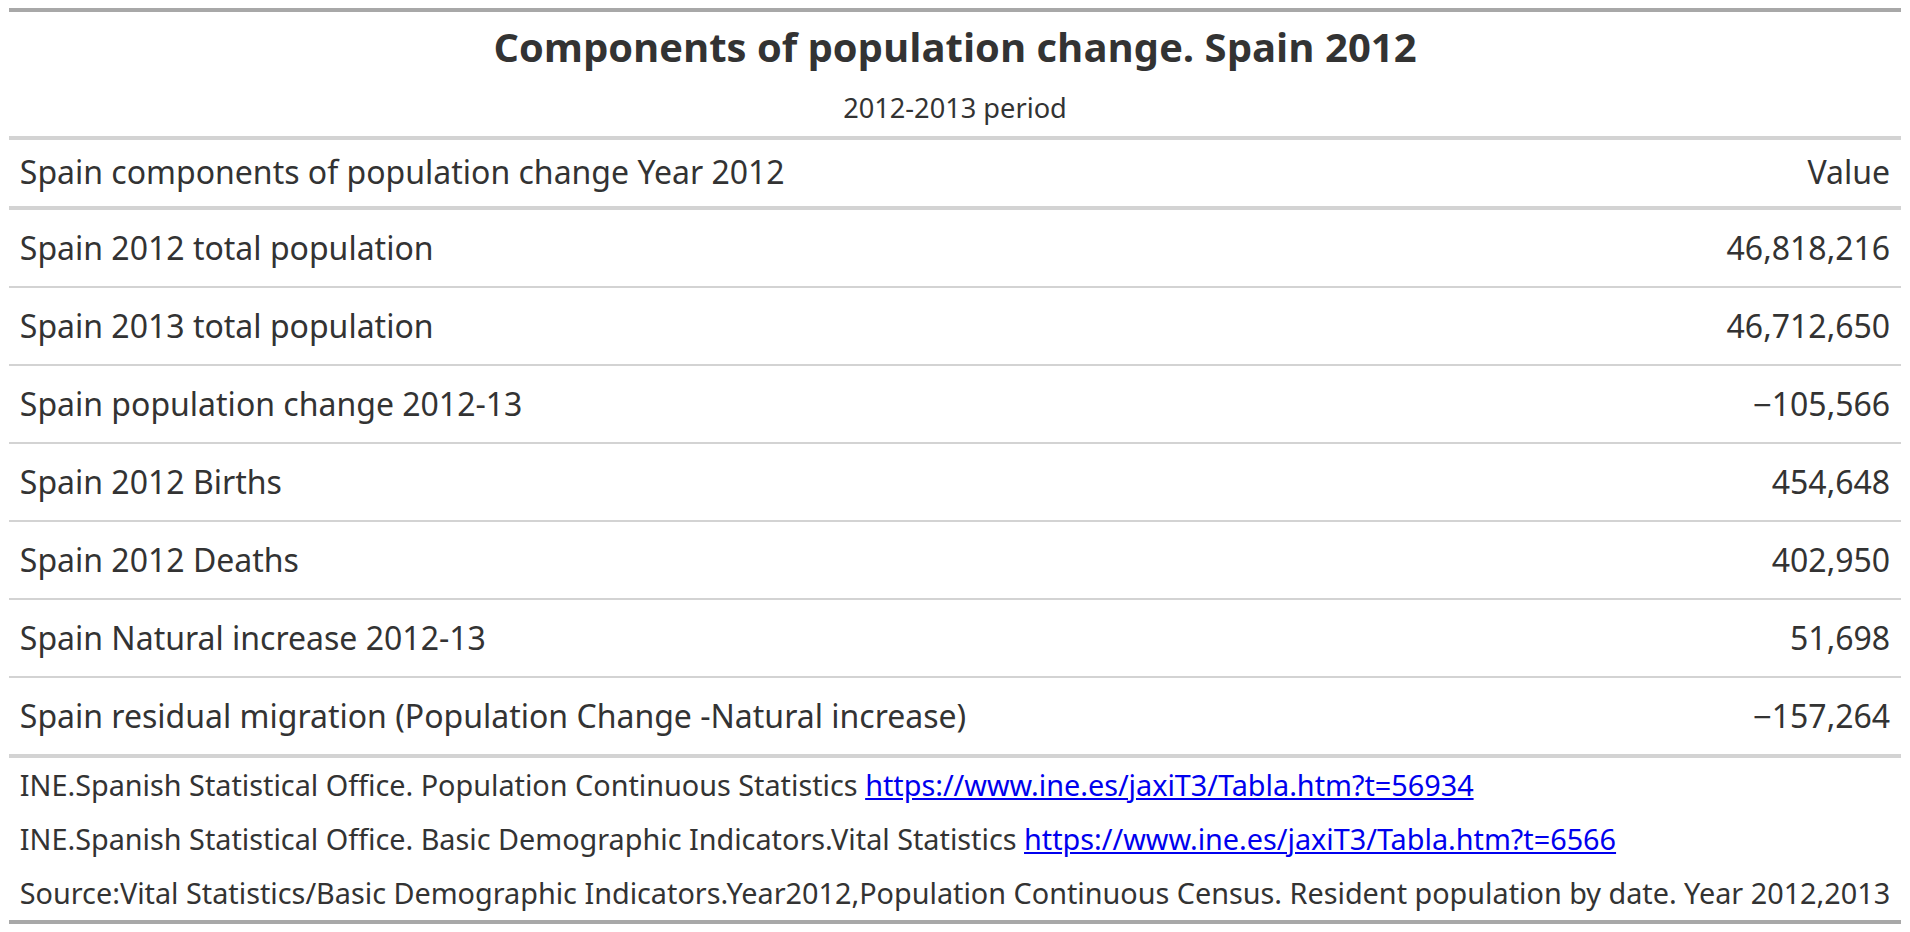 Components of population change. Spain 2012
2012-2013 period
Spain components of population change Year 2012 Value
Spain 2012 total population 46,818,216
Spain 2013 total population 46,712,650
Spain population change 2012-13 −105,566
Spain 2012 Births 454,648
Spain 2012 Deaths 402,950
Spain Natural increase 2012-13 51,698
Spain residual migration (Population Change -Natural increase) −157,264
INE.Spanish Statistical Office. Population Continuous Statistics https://www.ine.es/jaxiT3/Tabla.htm?t=56934
INE.Spanish Statistical Office. Basic Demographic Indicators.Vital Statistics https://www.ine.es/jaxiT3/Tabla.htm?t=6566
Source:Vital Statistics/Basic Demographic Indicators.Year2012,Population Continuous Census. Resident population by date. Year 2012,2013